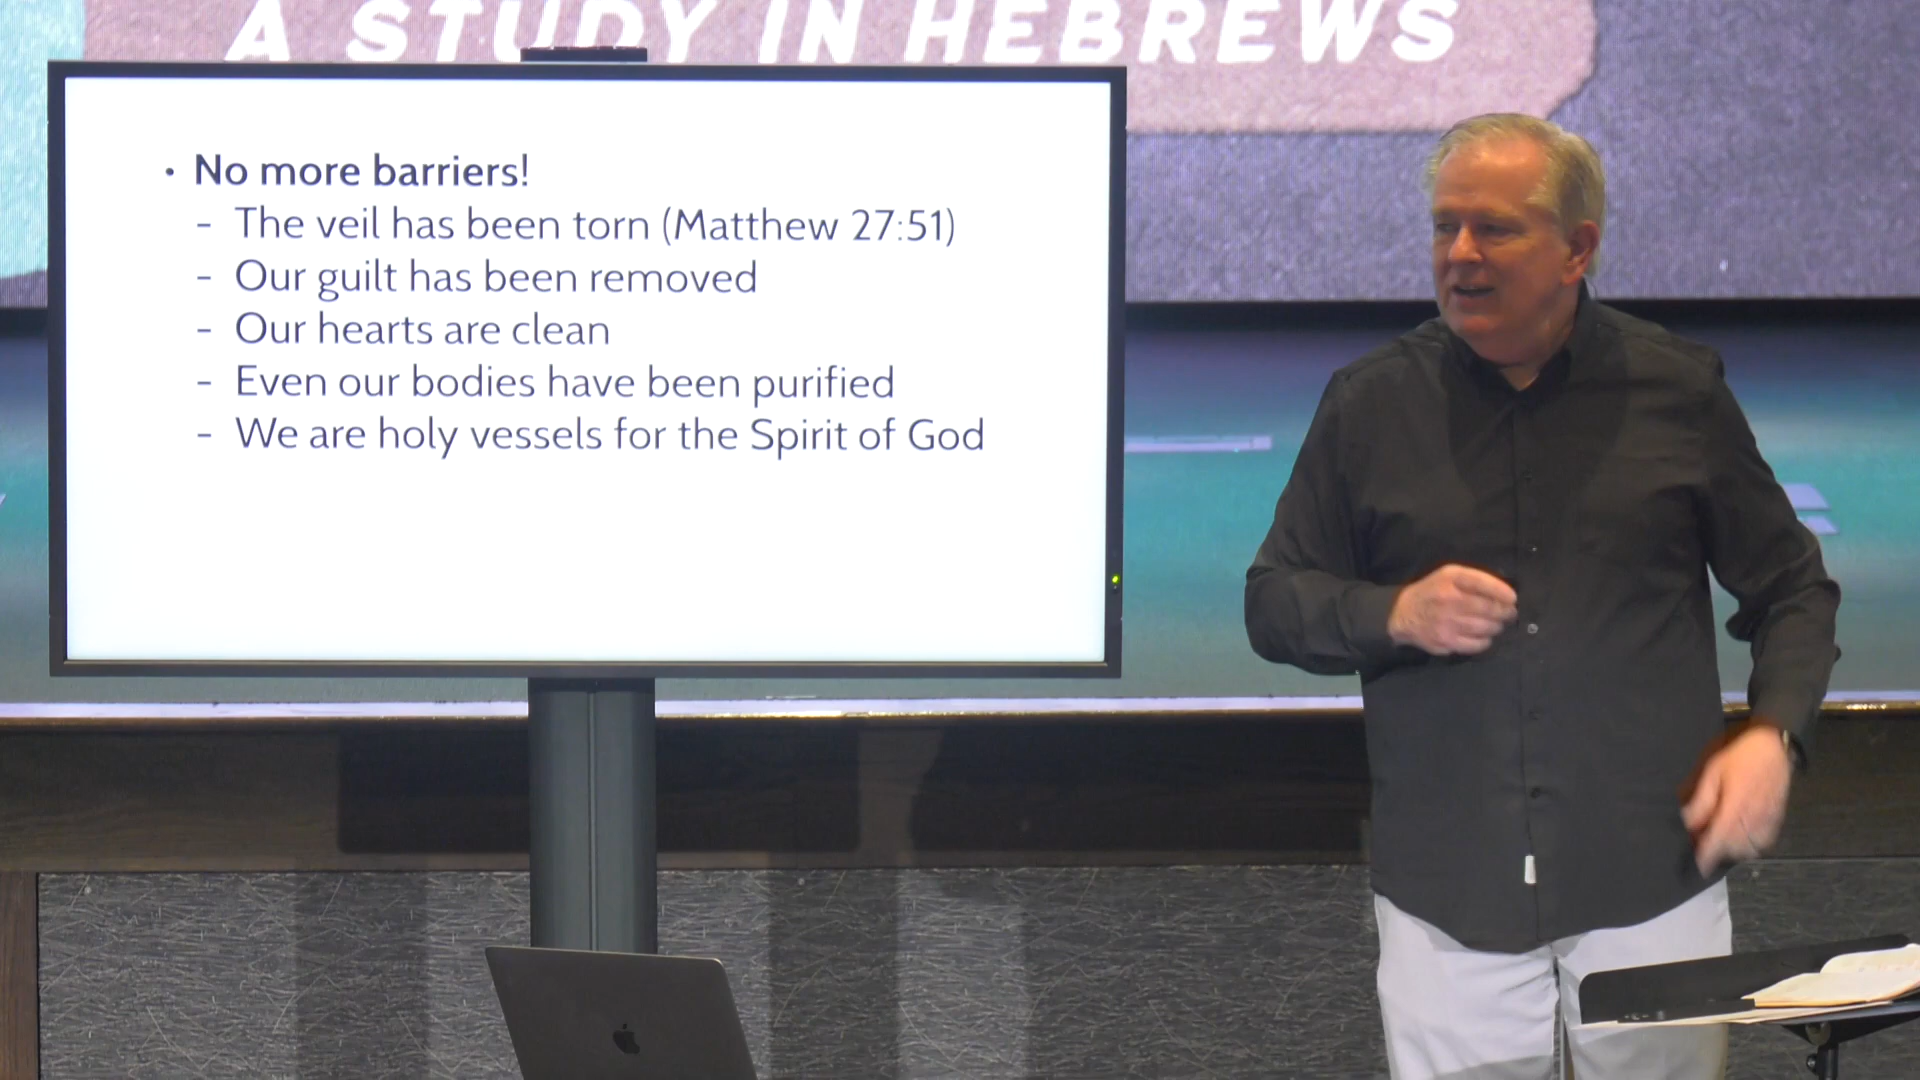 A STUDY IN HEBREWS
• No more barriers!
- The veil has been torn (Matthew 27:51)
- Our guilt has been removed
- Our hearts are clean
- Even our bodies have been purified
- We are holy vessels for the Spirit of God